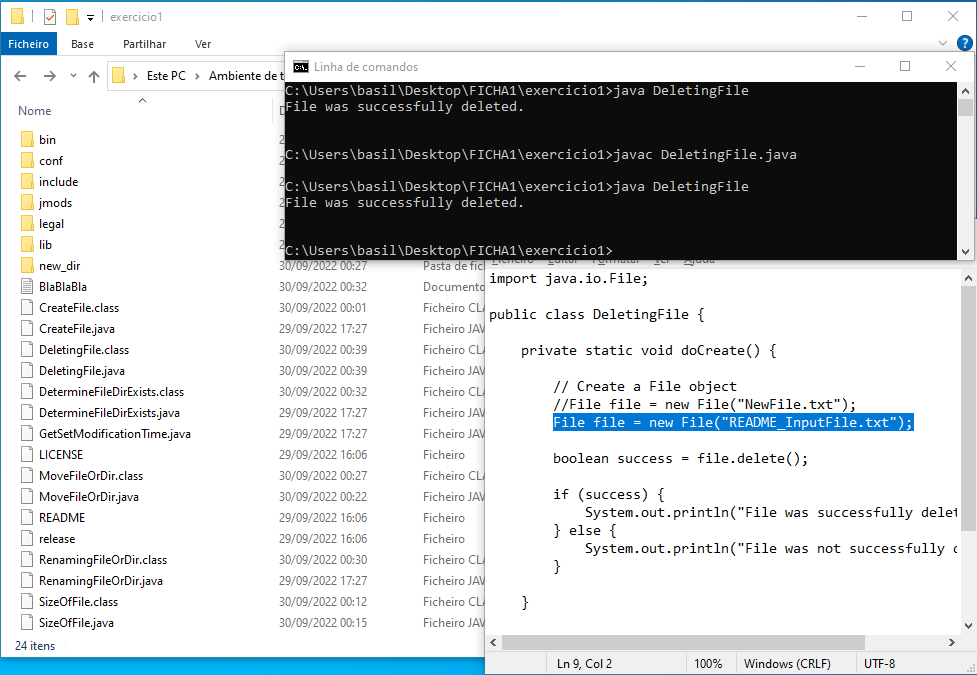 exercicio1
Ficheiro Base Partilhar Ver
Este PC Ambiente de t
Nome
bin
conf
include
jmods
legal
lib
new_dir 30/09/2022 00:27 Pasta de fic
BlaBlaBla 30/09/2022 00:32 Documento
CreateFile.class 30/09/2022 00:01 Ficheiro CLA
CreateFile.java 29/09/2022 17:27 Ficheiro JAV
DeletingFile.class 30/09/2022 00:39 Ficheiro CLA
DeletingFile.java 30/09/2022 00:39 Ficheiro JAV
DetermineFileDirExists.class 30/09/2022 00:32 Ficheiro CLA
DetermineFileDirExists.java 29/09/2022 17:27 Ficheiro JAV
GetSetModificationTime.java 29/09/2022 17:27 Ficheiro JAV
LICENSE 29/09/2022 16:06 Ficheiro
MoveFileOrDir.class 30/09/2022 00:27 Ficheiro CLA
MoveFileOrDir.java 30/09/2022 00:22 Ficheiro JAV
README 29/09/2022 16:06 Ficheiro
release 29/09/2022 16:06 Ficheiro
RenamingFileOrDir.class 30/09/2022 00:30 Ficheiro CLA
RenamingFileOrDir.java 29/09/2022 17:27 Ficheiro JAV
SizeOfFile.class 30/09/2022 00:12 Ficheiro CLA
SizeOfFile.java 30/09/2022 00:15 Ficheiro JAV
24 itens
Linha de comandos
C:\Users\basil\Desktop\FICHA1\exercicio1>java DeletingFile
File was successfully deleted.
C:\Users\basil\Desktop\FICHA1\exercicio1>javac DeletingFile.java
C:\Users\basil\Desktop\FICHA1\exercicio1>java DeletingFile
File was successfully deleted.
C:\Users\basil\Desktop\FICHA1\exercicio1>
Ficheiro Editar Formatar Ver Ajuda
import java.io.File;
public class DeletingFile {
private static void doCreate() {
// Create a File object
//File file = new File("NewFile.txt");
File file = new File("README_InputFile.txt");
boolean success = file.delete();
if (success) {
System.out.println("File was successfully delet
} else {
System.out.println("File was not successfully d
}
}
Ln 9, Col 2 100% Windows (CRLF) UTF-8